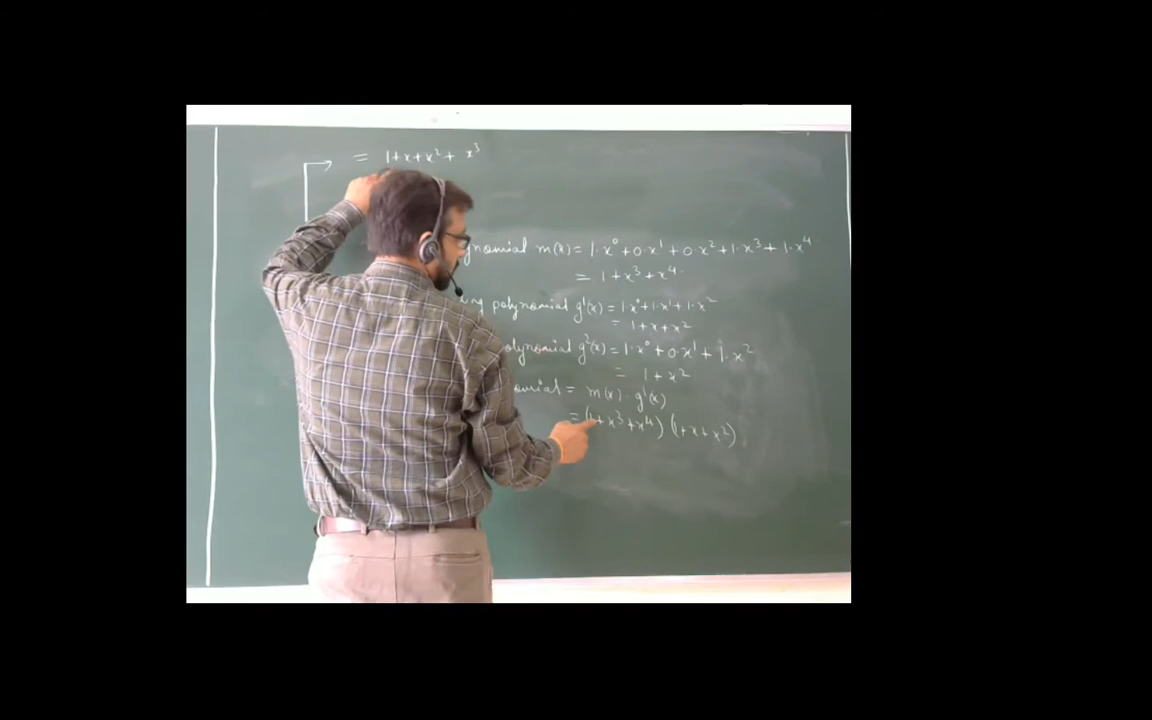 = 1+x+x² + x³
nomial m(x) = 1·x⁰ + 0·x¹ + 0·x² + 1·x³ + 1·x⁴
= 1 + x³ + x⁴
polynomial g¹(x) = 1·x⁰ + 1·x¹ + 1·x²
= 1+x+x²
olynomial g²(x) = 1·x⁰ + 0·x¹ + 1·x²
= 1 + x²
omial = m(x) · g¹(x)
= (1+x³+x⁴) (1+x+x²)